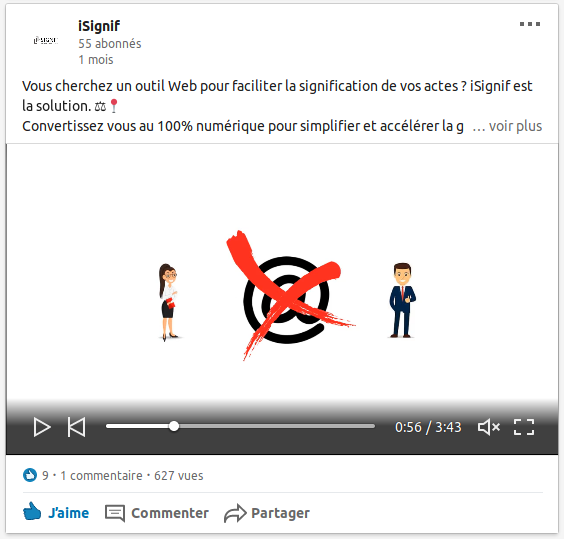 iSignif
55 abonnés
1 mois
Vous cherchez un outil Web pour faciliter la signification de vos actes ? iSignif est
la solution. ⚖📍
Convertissez vous au 100% numérique pour simplifier et accélérer la g … voir plus
@
0:56 / 3:43
9 · 1 commentaire · 627 vues
J'aime Commenter Partager